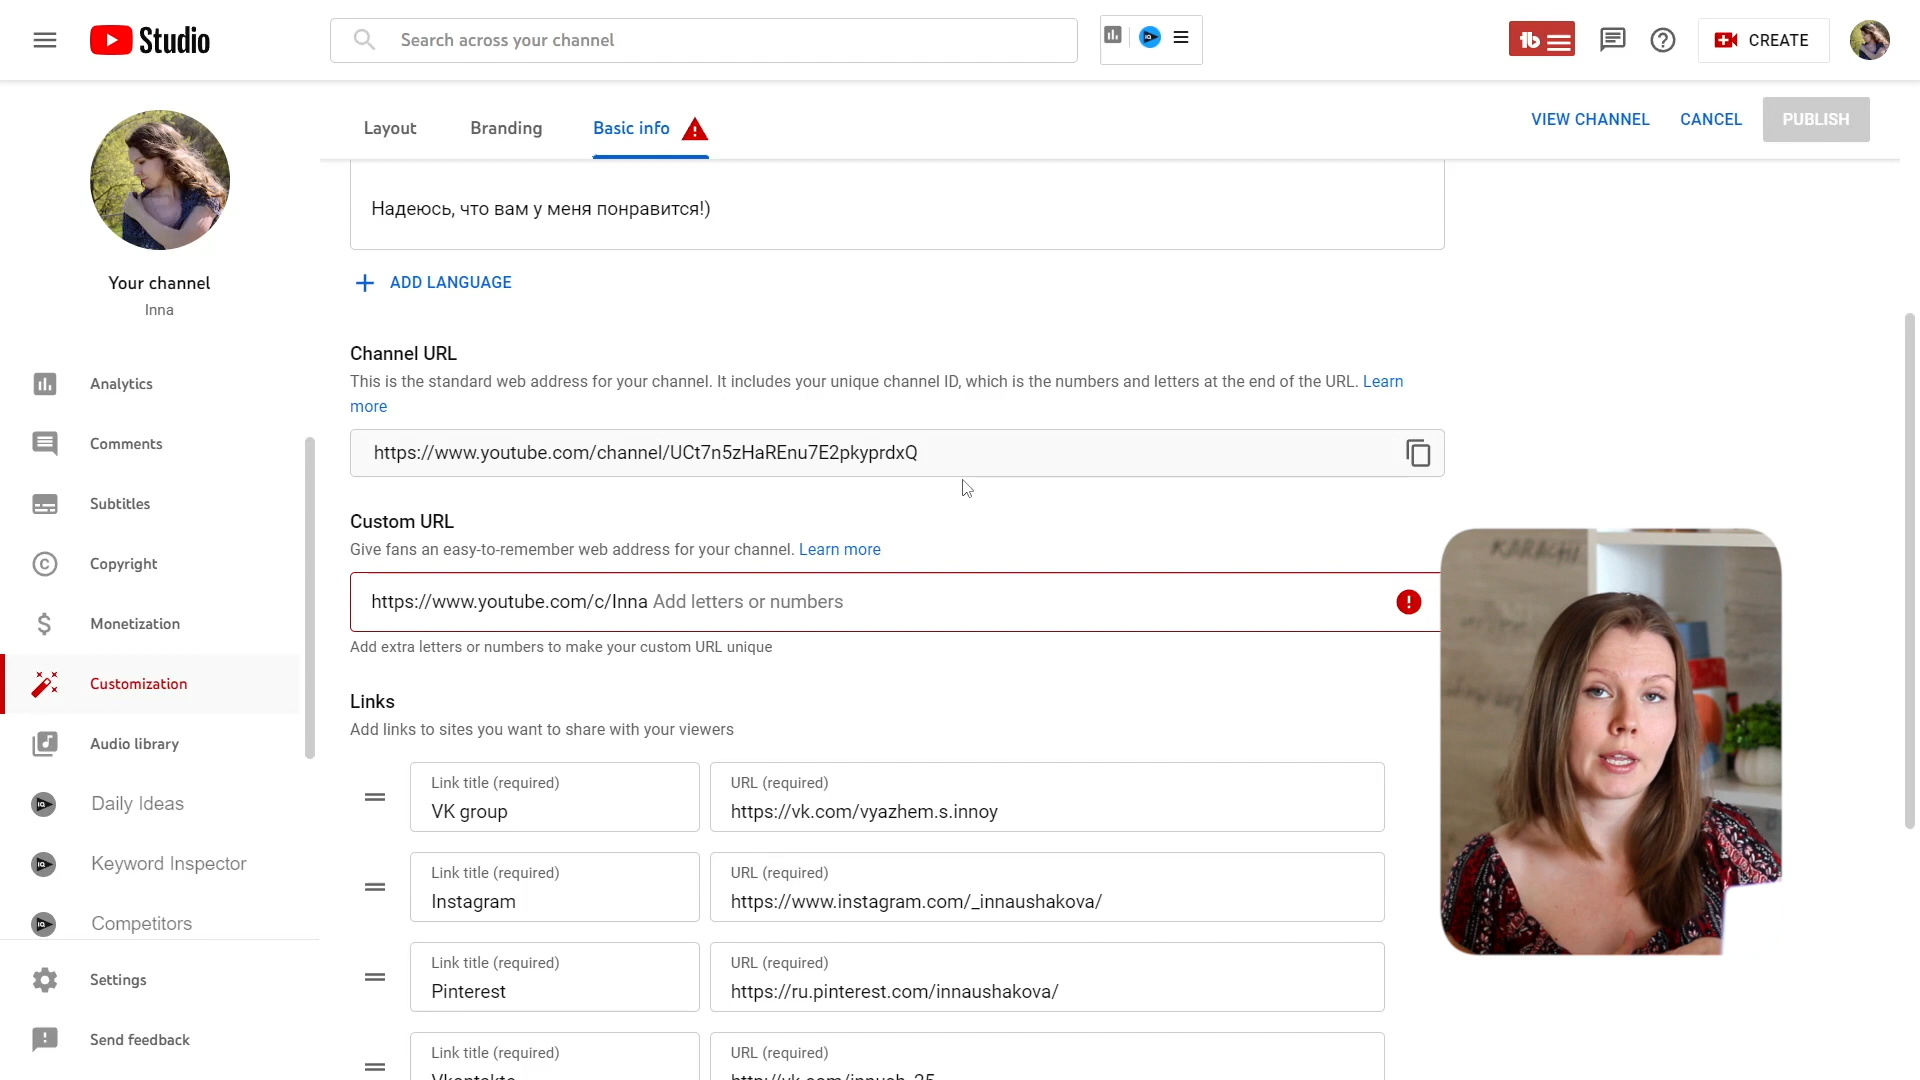 Studio
Search across your channel
CREATE
Your channel
Inna
Analytics
Comments
Subtitles
Copyright
Monetization
Customization
Audio library
Daily Ideas
Keyword Inspector
Competitors
Settings
Send feedback
Layout
Branding
Basic info
VIEW CHANNEL
CANCEL
PUBLISH
Надеюсь, что вам у меня понравится!)
ADD LANGUAGE
Channel URL
This is the standard web address for your channel. It includes your unique channel ID, which is the numbers and letters at the end of the URL. Learn
more
https://www.youtube.com/channel/UCt7n5zHaREnu7E2pkyprdxQ
Custom URL
Give fans an easy-to-remember web address for your channel. Learn more
https://www.youtube.com/c/Inna Add letters or numbers
Add extra letters or numbers to make your custom URL unique
Links
Add links to sites you want to share with your viewers
Link title (required)
VK group
URL (required)
https://vk.com/vyazhem.s.innoy
Link title (required)
Instagram
URL (required)
https://www.instagram.com/_innaushakova/
Link title (required)
Pinterest
URL (required)
https://ru.pinterest.com/innaushakova/
Link title (required)
URL (required)
KARACHI